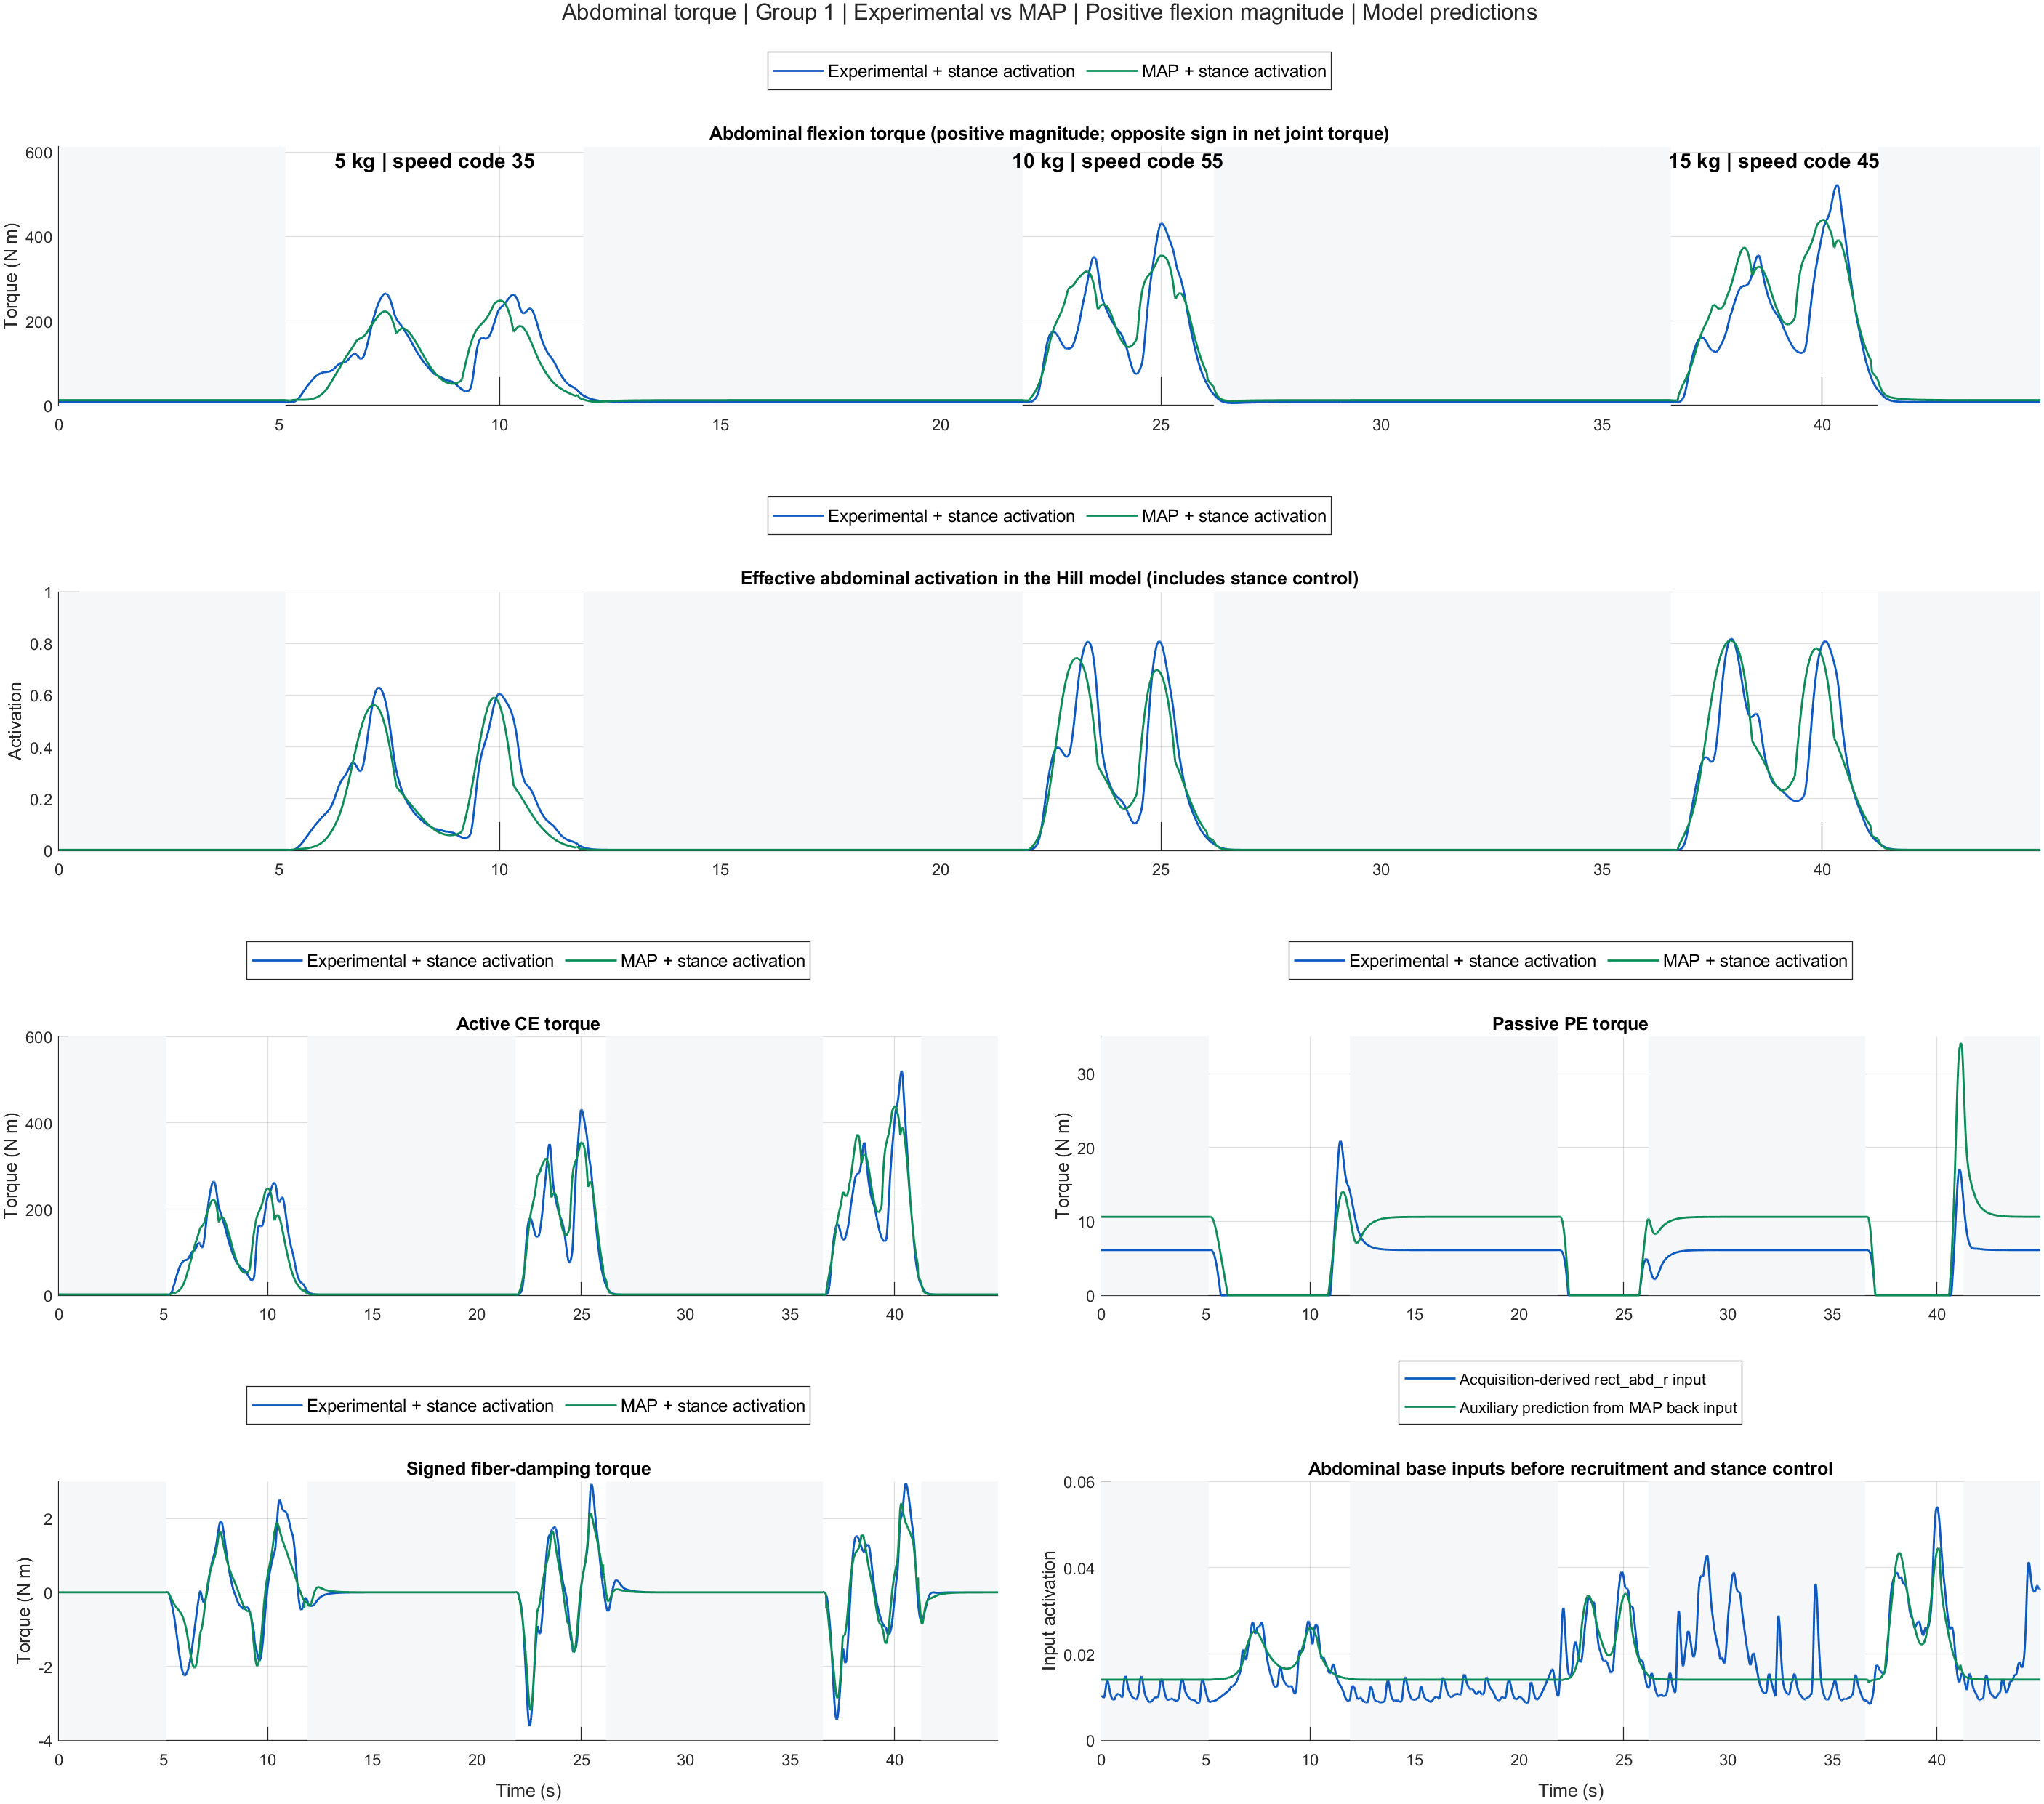 Abdominal torque | Group 1 | Experimental vs MAP | Positive flexion magnitude | Model predictions
Experimental + stance activation
MAP + stance activation
Abdominal flexion torque (positive magnitude; opposite sign in net joint torque)
5 kg | speed code 35
10 kg | speed code 55
15 kg | speed code 45
Torque (N m)
600
400
200
0
0 5 10 15 20 25 30 35 40
Experimental + stance activation
MAP + stance activation
Effective abdominal activation in the Hill model (includes stance control)
Activation
1
0.8
0.6
0.4
0.2
0
0 5 10 15 20 25 30 35 40
Experimental + stance activation
MAP + stance activation
Active CE torque
Torque (N m)
600
400
200
0
0 5 10 15 20 25 30 35 40
Experimental + stance activation
MAP + stance activation
Passive PE torque
Torque (N m)
30
20
10
0
0 5 10 15 20 25 30 35 40
Experimental + stance activation
MAP + stance activation
Signed fiber-damping torque
Torque (N m)
2
0
-2
-4
0 5 10 15 20 25 30 35 40
Time (s)
Acquisition-derived rect_abd_r input
Auxiliary prediction from MAP back input
Abdominal base inputs before recruitment and stance control
Input activation
0.06
0.04
0.02
0
0 5 10 15 20 25 30 35 40
Time (s)